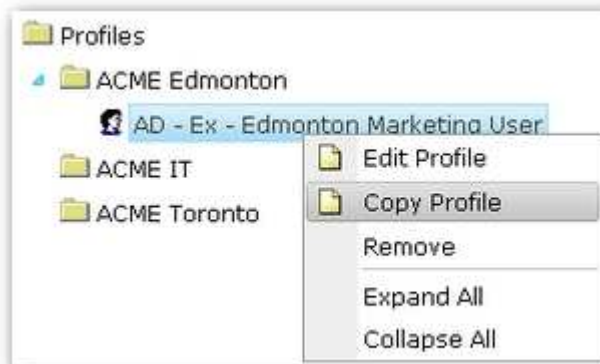 Profiles
ACME Edmonton
AD - Ex - Edmonton Marketing User
Edit Profile
ACME IT
Copy Profile
ACME Toronto
Remove
Expand All
Collapse All